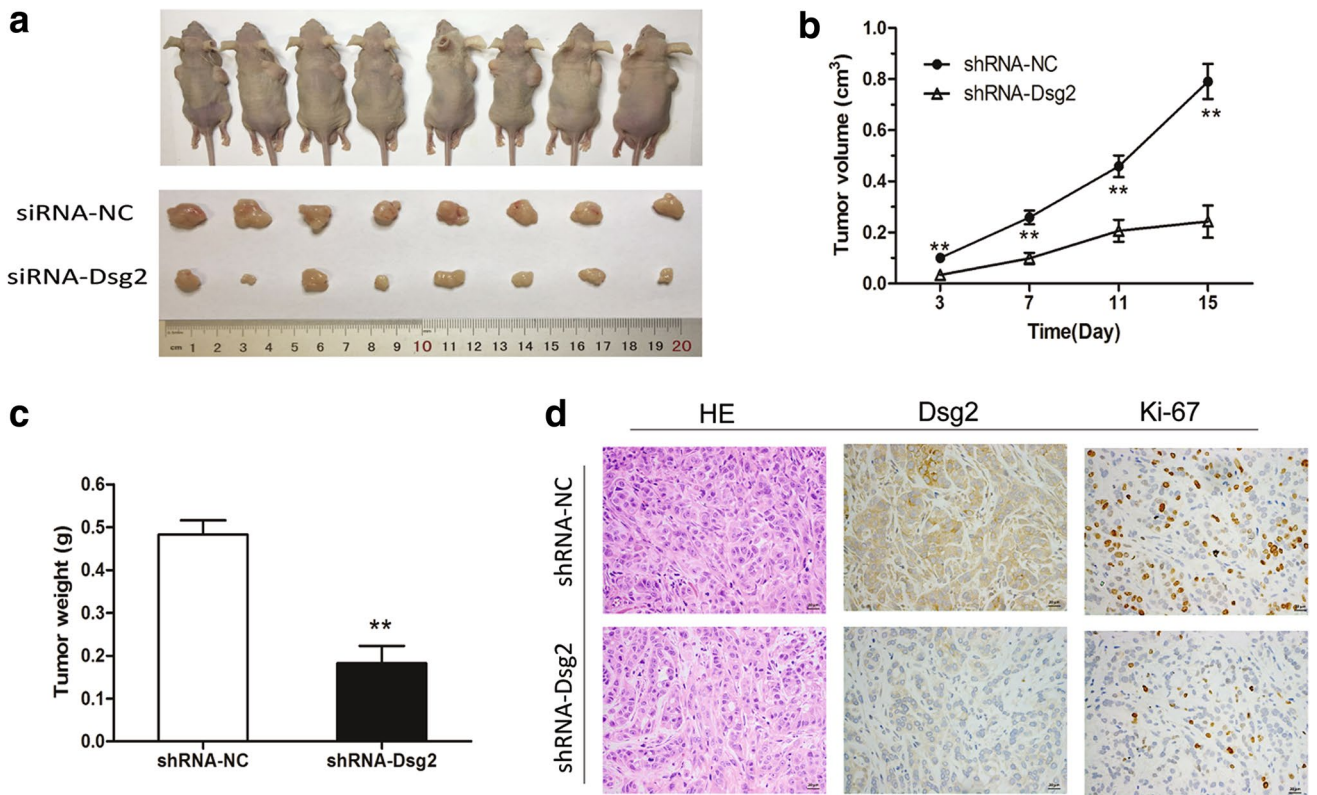 a
siRNA-NC
siRNA-Dsg2
cm 1 2 3 4 5 6 7 8 9 10 11 12 13 14 15 16 17 18 19 20
b
1.0
0.8
0.6
0.4
0.2
0.0
Tumor volume (cm³)
shRNA-NC
shRNA-Dsg2
**
**
**
**
3 7 11 15
Time(Day)
c
0.6
0.5
0.4
0.3
0.2
0.1
0.0
Tumor weight (g)
**
shRNA-NC shRNA-Dsg2
d
HE Dsg2 Ki-67
shRNA-NC
shRNA-Dsg2